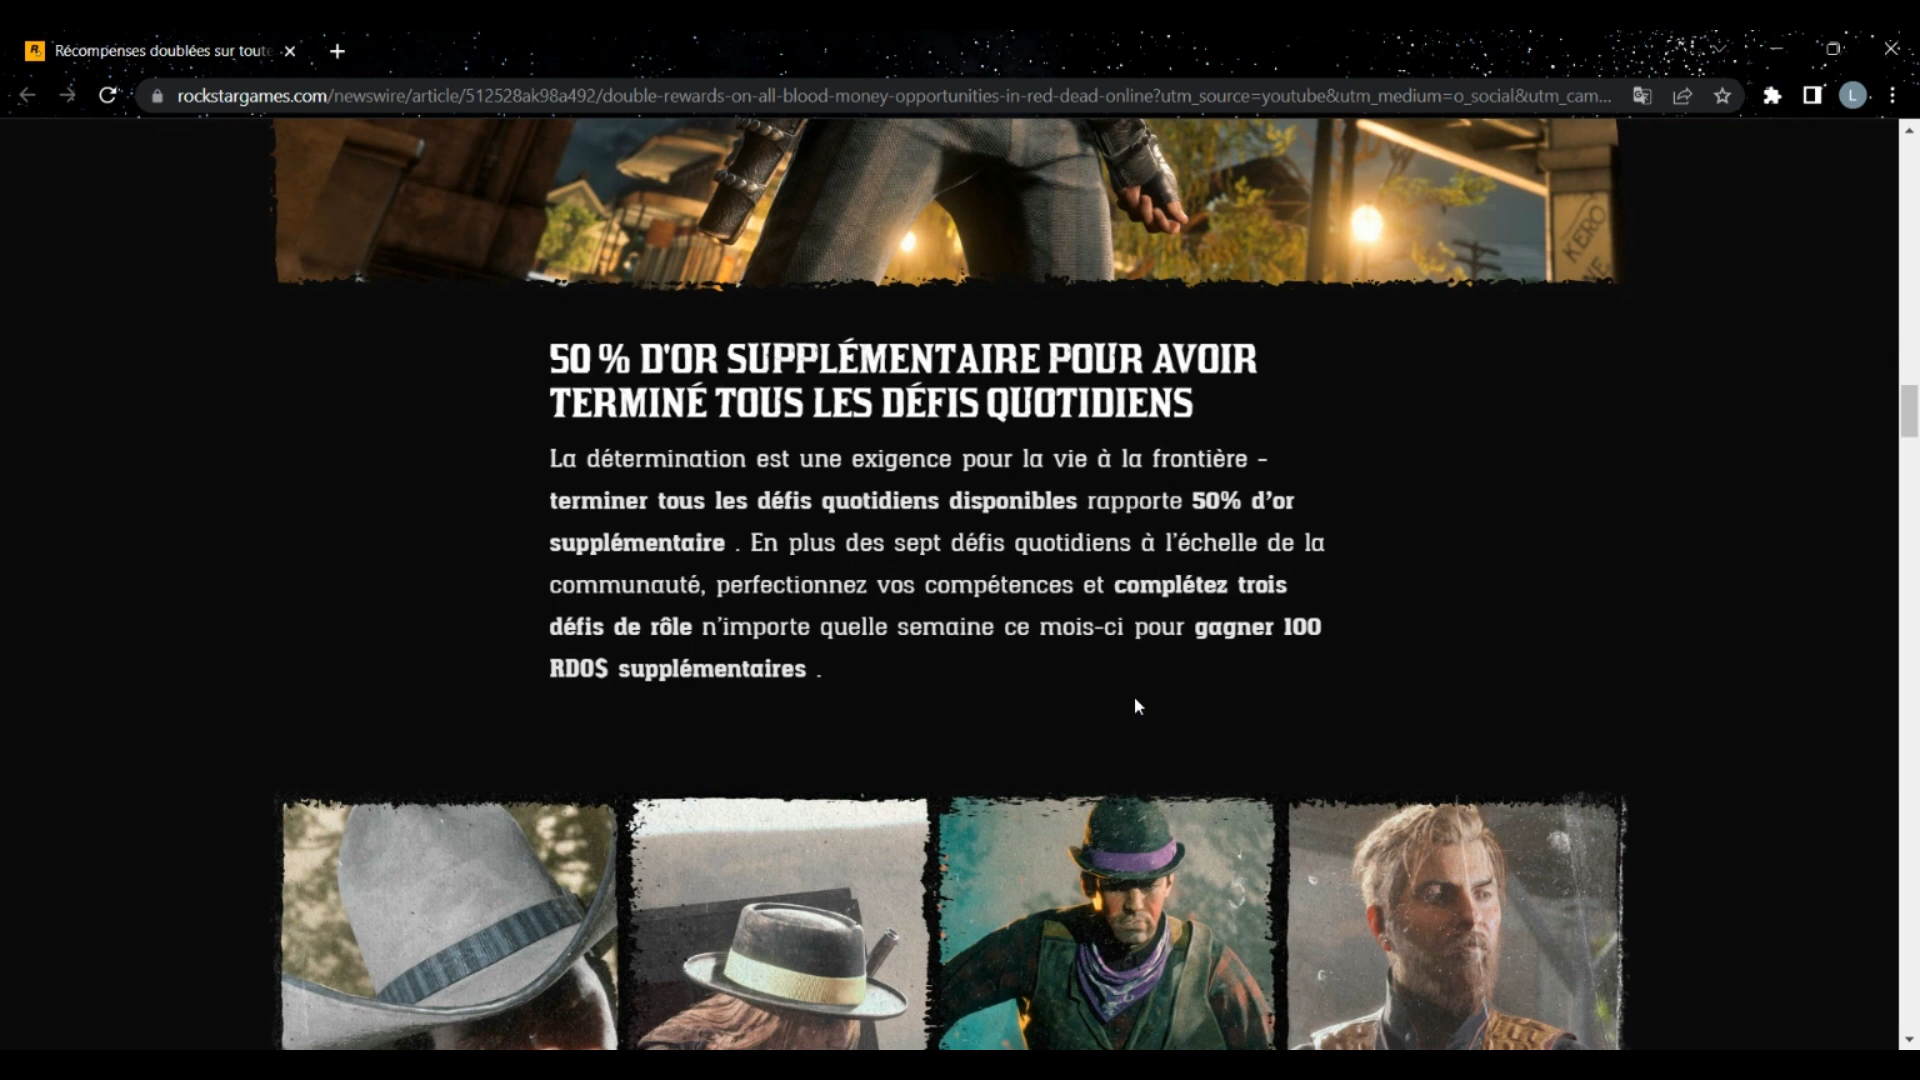 Récompenses doublées sur toute
rockstargames.com/newswire/article/512528ak98a492/double-rewards-on-all-blood-money-opportunities-in-red-dead-online?utm_source=youtube&utm_medium=o_social&utm_cam...
L
KERO
NE
50 % D'OR SUPPLÉMENTAIRE POUR AVOIR
TERMINÉ TOUS LES DÉFIS QUOTIDIENS
La détermination est une exigence pour la vie à la frontière -
terminer tous les défis quotidiens disponibles rapporte 50% d'or
supplémentaire . En plus des sept défis quotidiens à l'échelle de la
communauté, perfectionnez vos compétences et complétez trois
défis de rôle n'importe quelle semaine ce mois-ci pour gagner 100
RDO$ supplémentaires .